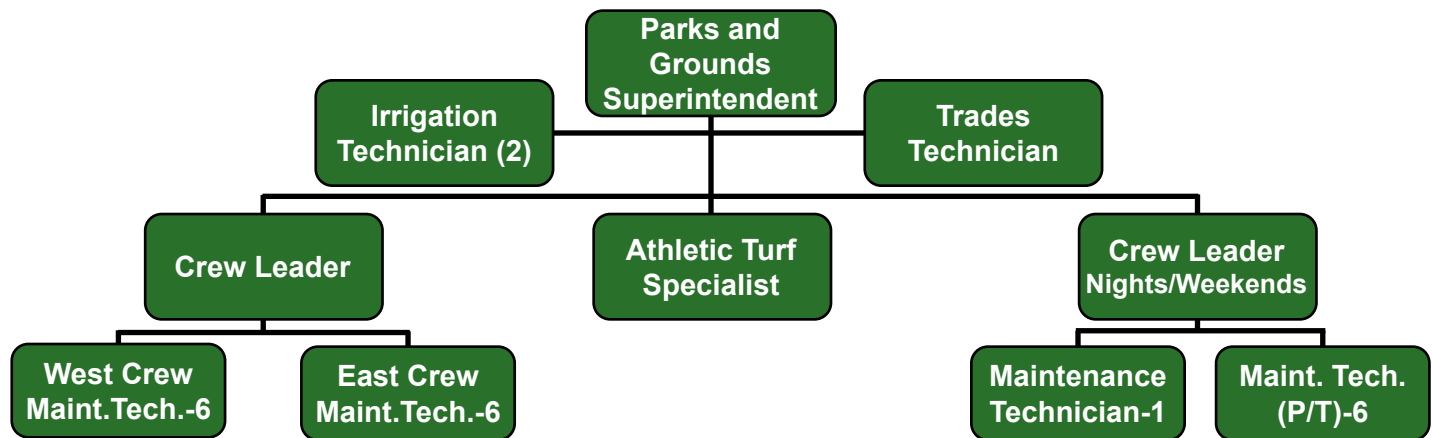 Parks and
Grounds
Superintendent
Irrigation
Technician (2)
Trades
Technician
Crew Leader
Athletic Turf
Specialist
Crew Leader
Nights/Weekends
West Crew
Maint.Tech.-6
East Crew
Maint.Tech.-6
Maintenance
Technician-1
Maint. Tech.
(P/T)-6